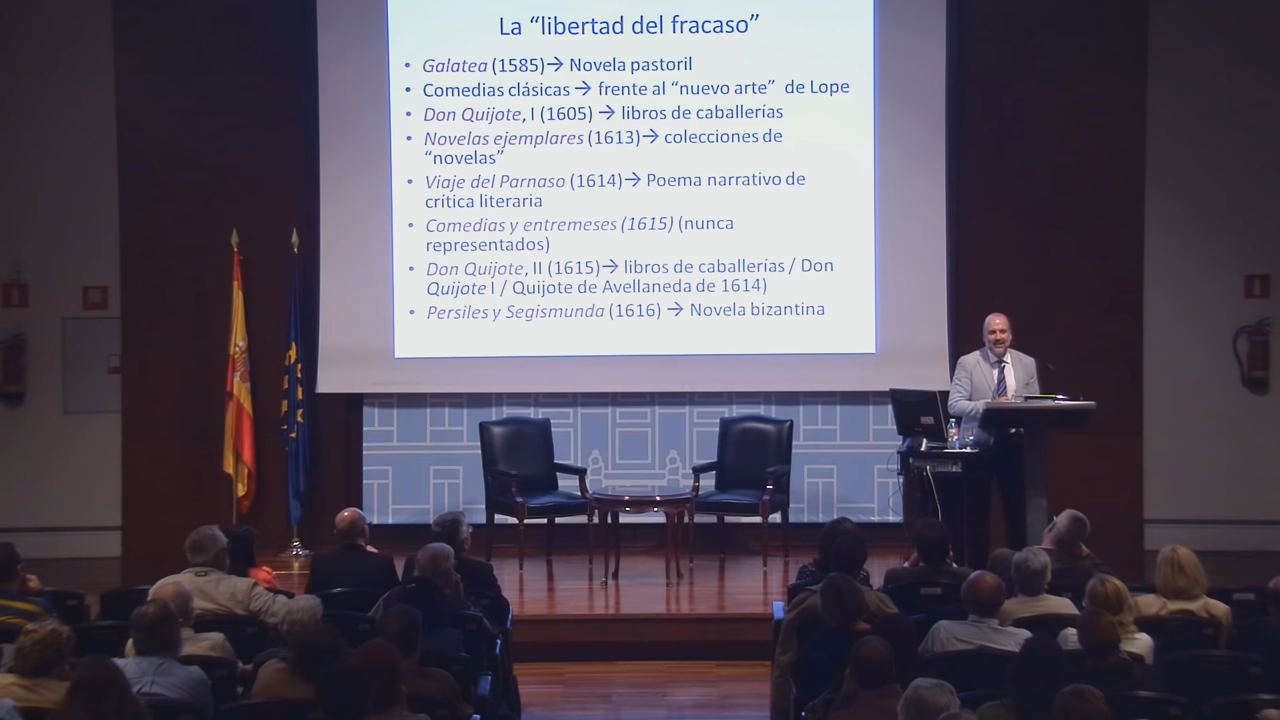 La “libertad del fracaso”
• Galatea (1585)→ Novela pastoril
• Comedias clásicas → frente al “nuevo arte” de Lope
• Don Quijote, I (1605) → libros de caballerías
• Novelas ejemplares (1613)→ colecciones de
“novelas”
• Viaje del Parnaso (1614)→ Poema narrativo de
crítica literaria
• Comedias y entremeses (1615) (nunca
representados)
• Don Quijote, II (1615)→ libros de caballerías / Don
Quijote I / Quijote de Avellaneda de 1614)
• Persiles y Segismunda (1616) → Novela bizantina